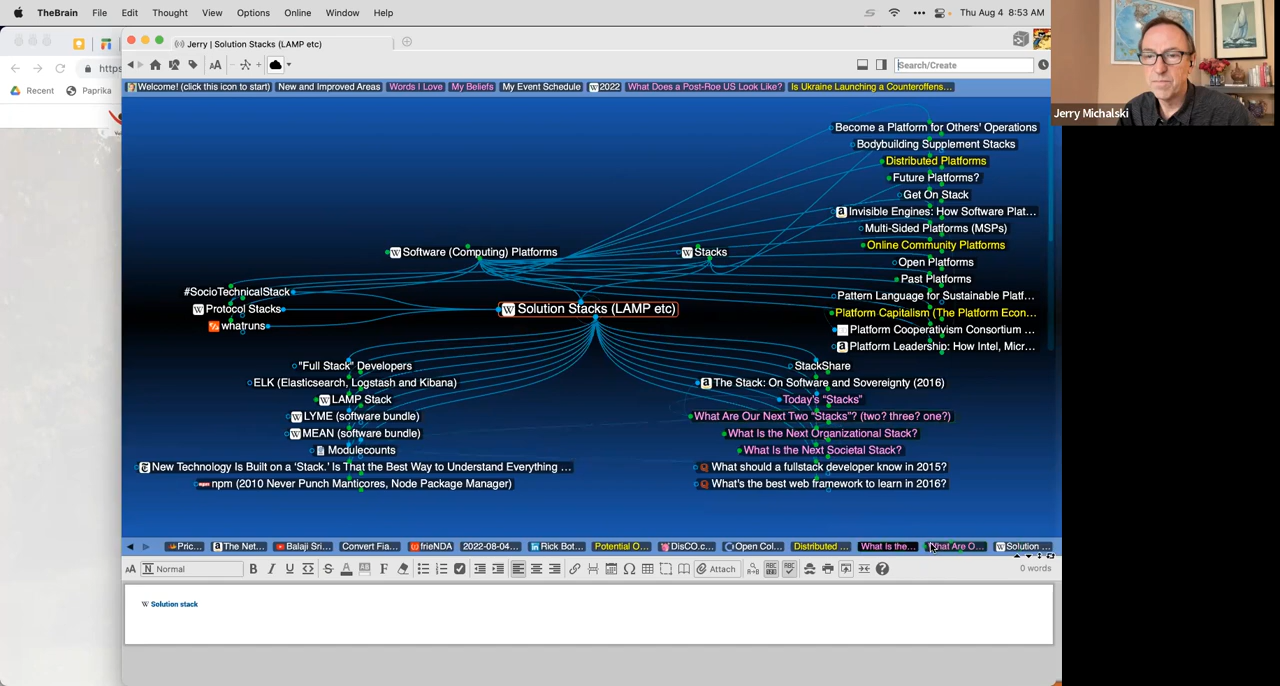 TheBrain File Edit Thought View Options Online Window Help Thu Aug 4 8:53 AM
Jerry | Solution Stacks (LAMP etc)
https
Search/Create
Recent Paprika
Welcome! (click this icon to start) New and Improved Areas Words I Love My Beliefs My Event Schedule 2022 What Does a Post-Roe US Look Like? Is Ukraine Launching a Counteroffens...
Jerry Michalski
Become a Platform for Others' Operations
Bodybuilding Supplement Stacks
Distributed Platforms
Future Platforms?
Get On Stack
Invisible Engines: How Software Plat...
Multi-Sided Platforms (MSPs)
Online Community Platforms
Open Platforms
Past Platforms
Pattern Language for Sustainable Platf...
Platform Capitalism (The Platform Econ...
Platform Cooperativism Consortium ...
Platform Leadership: How Intel, Micr...
Software (Computing) Platforms
Stacks
#SocioTechnicalStack
Protocol Stacks
whatruns
Solution Stacks (LAMP etc)
"Full Stack" Developers
ELK (Elasticsearch, Logstash and Kibana)
LAMP Stack
LYME (software bundle)
MEAN (software bundle)
Modulecounts
New Technology Is Built on a 'Stack.' Is That the Best Way to Understand Everything ...
npm (2010 Never Punch Manticores, Node Package Manager)
StackShare
The Stack: On Software and Sovereignty (2016)
Today's "Stacks"
What Are Our Next Two "Stacks"? (two? three? one?)
What Is the Next Organizational Stack?
What Is the Next Societal Stack?
What should a fullstack developer know in 2015?
What's the best web framework to learn in 2016?
Pric... The Net... Balaji Sri... Convert Fia... frieNDA 2022-08-04... Rick Bot... Potential O... DisCO.c... Open Col... Distributed ... What Is the... What Are O... Solution ...
AA Normal B I U S A F Attach 0 words
Solution stack